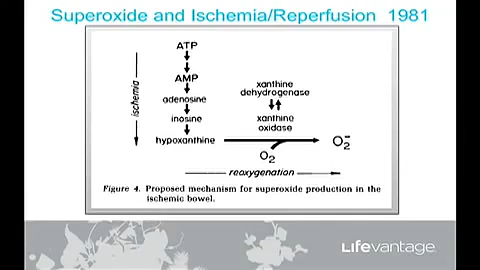 Superoxide and Ischemia/Reperfusion 1981
ATP
AMP
adenosine
inosine
hypoxanthine
ischemia
xanthine
dehydrogenase
xanthine
oxidase
O₂
O₂⁻
reoxygenation
Figure 4. Proposed mechanism for superoxide production in the
ischemic bowel.
Lifevantage.